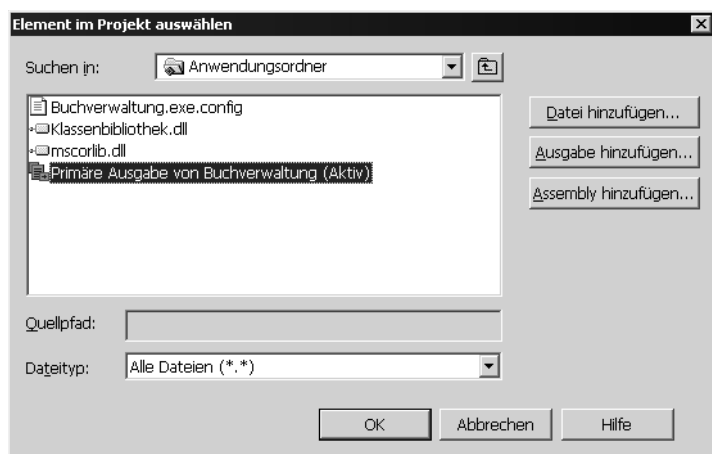 Element im Projekt auswählen
Suchen in: Anwendungsordner
Buchverwaltung.exe.config
Klassenbibliothek.dll
mscorlib.dll
Primäre Ausgabe von Buchverwaltung (Aktiv)
Datei hinzufügen...
Ausgabe hinzufügen...
Assembly hinzufügen...
Quellpfad:
Dateityp: Alle Dateien (*.*)
OK Abbrechen Hilfe